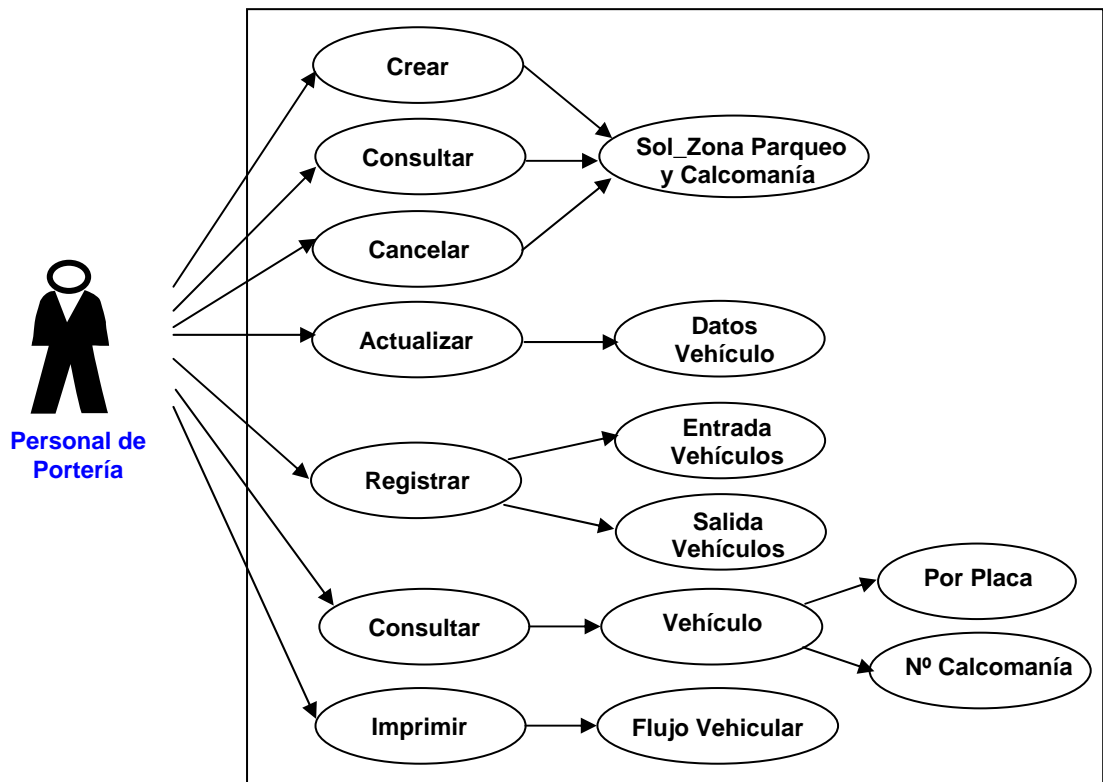 Crear
Consultar
Sol_Zona Parqueo
y Calcomanía
Cancelar
Actualizar
Datos
Vehículo
Personal de
Portería
Registrar
Entrada
Vehículos
Salida
Vehículos
Consultar
Vehículo
Por Placa
Nº Calcomanía
Imprimir
Flujo Vehicular